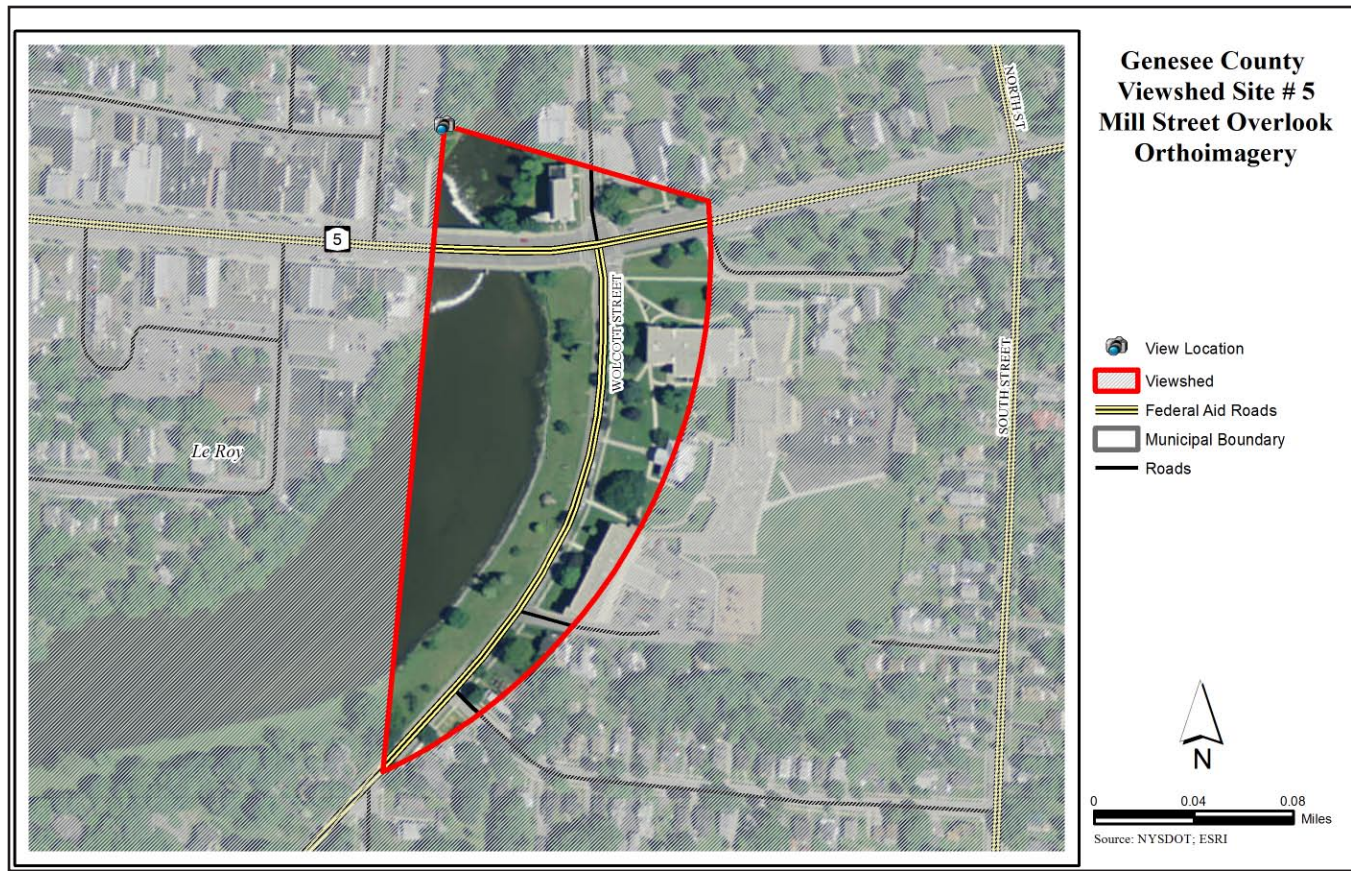 Genesee County
Viewshed Site # 5
Mill Street Overlook
Orthoimagery
NORTH ST
5
WOLCOTT STREET
SOUTH STREET
Le Roy
View Location
Viewshed
Federal Aid Roads
Municipal Boundary
Roads
N
0 0.04 0.08
Miles
Source: NYSDOT; ESRI